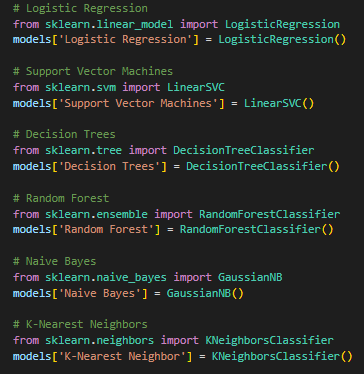 # Logistic Regression
from sklearn.linear_model import LogisticRegression
models['Logistic Regression'] = LogisticRegression()
# Support Vector Machines
from sklearn.svm import LinearSVC
models['Support Vector Machines'] = LinearSVC()
# Decision Trees
from sklearn.tree import DecisionTreeClassifier
models['Decision Trees'] = DecisionTreeClassifier()
# Random Forest
from sklearn.ensemble import RandomForestClassifier
models['Random Forest'] = RandomForestClassifier()
# Naive Bayes
from sklearn.naive_bayes import GaussianNB
models['Naive Bayes'] = GaussianNB()
# K-Nearest Neighbors
from sklearn.neighbors import KNeighborsClassifier
models['K-Nearest Neighbor'] = KNeighborsClassifier()